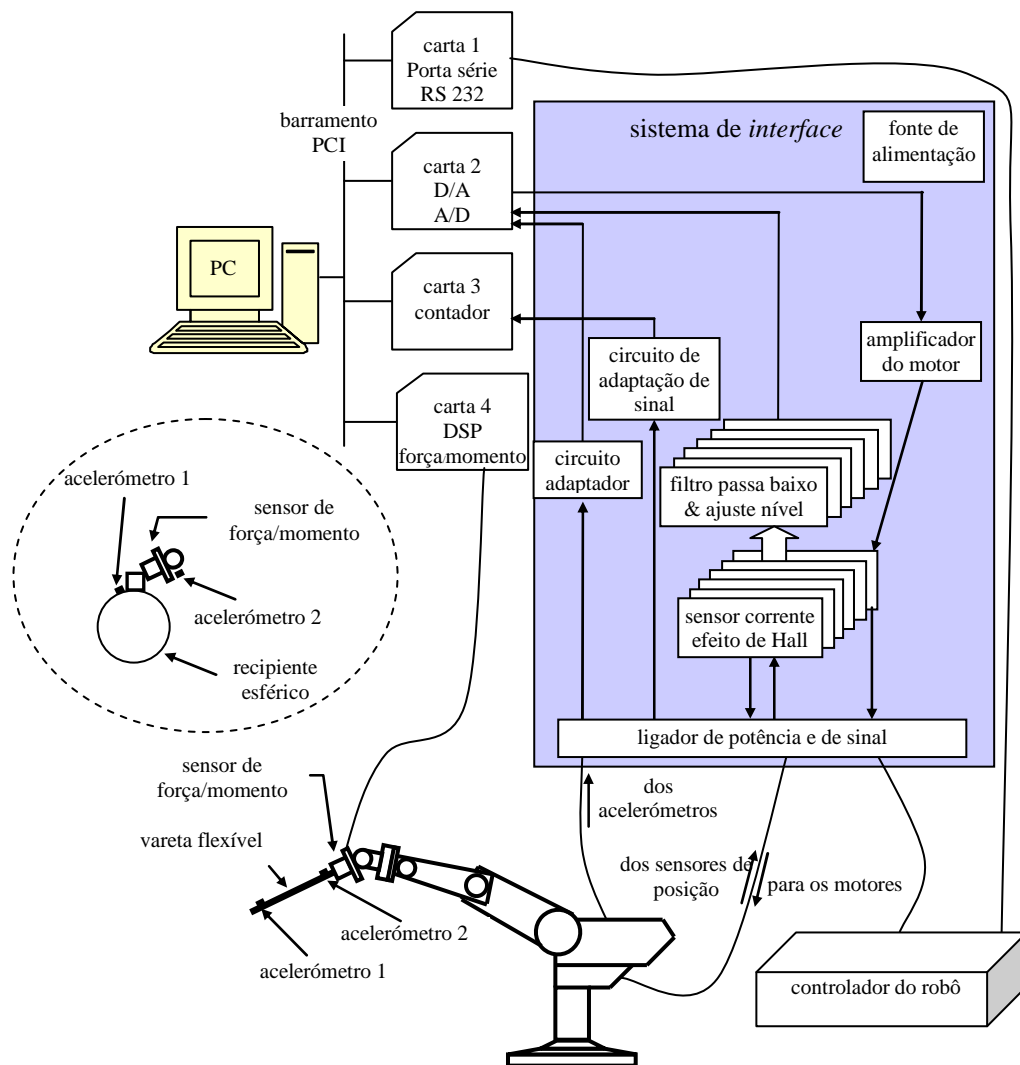 carta 1
Porta série
RS 232
barramento
PCI
sistema de interface
fonte de
alimentação
carta 2
D/A
A/D
PC
carta 3
contador
amplificador
do motor
circuito de
adaptação de
sinal
carta 4
DSP
força/momento
circuito
adaptador
filtro passa baixo
& ajuste nível
acelerómetro 1
sensor de
força/momento
acelerómetro 2
recipiente
esférico
sensor corrente
efeito de Hall
ligador de potência e de sinal
sensor de
força/momento
dos
acelerómetros
vareta flexível
dos sensores de
posição
para os motores
acelerómetro 2
acelerómetro 1
controlador do robô